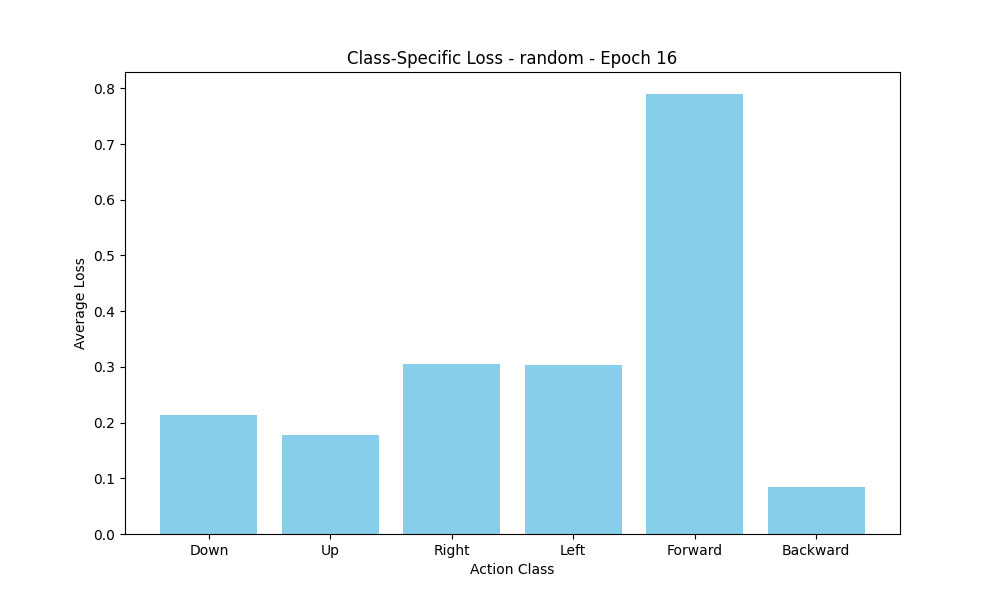 Class-Specific Loss - random - Epoch 16
Average Loss
0.8
0.7
0.6
0.5
0.4
0.3
0.2
0.1
0.0
Down Up Right Left Forward Backward
Action Class